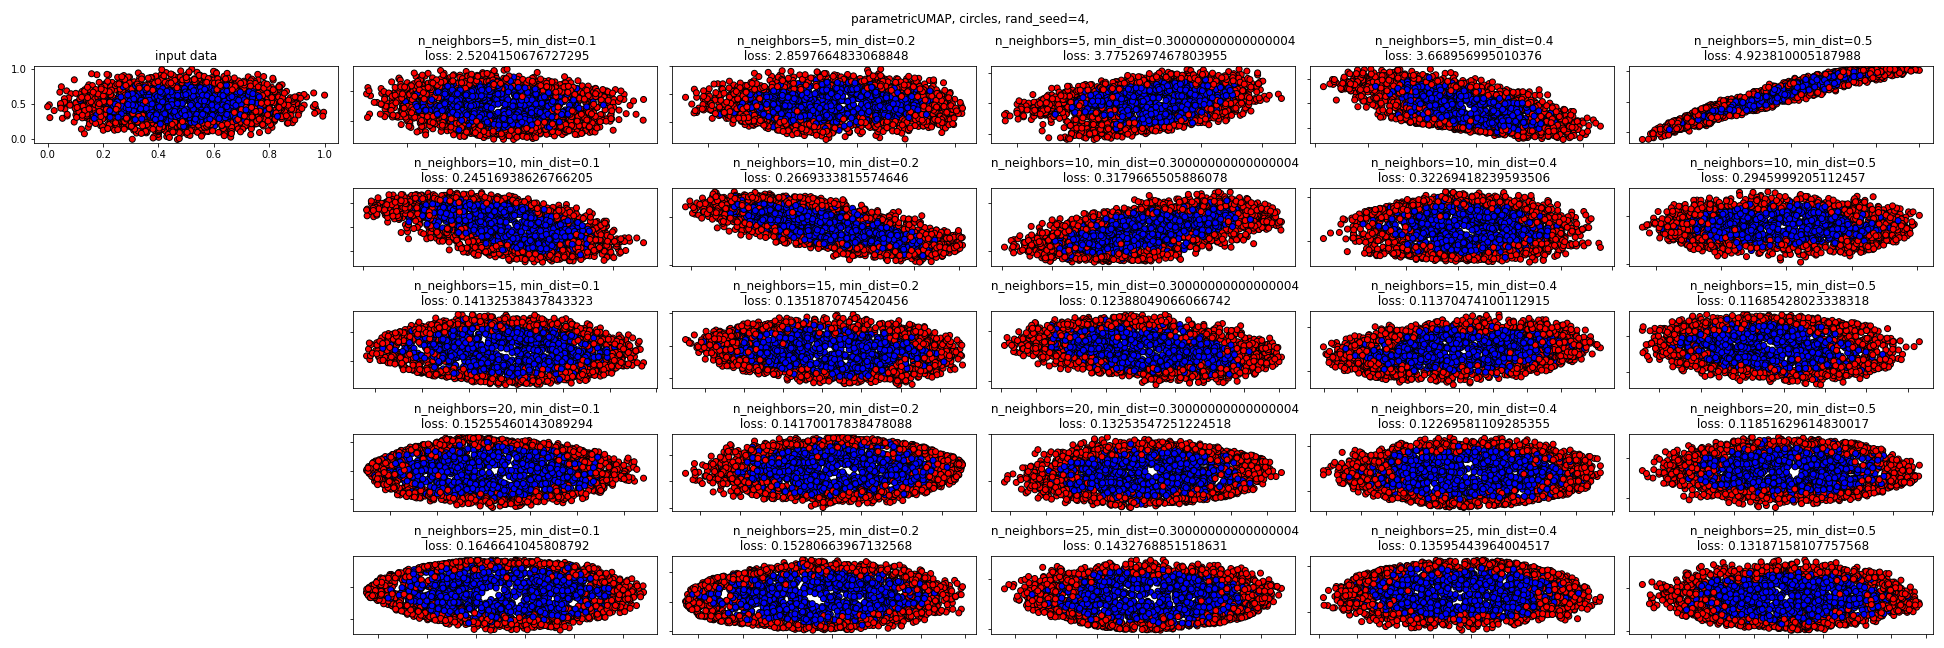 parametricUMAP, circles, rand_seed=4,
input data
1.0
0.5
0.0
0.0 0.2 0.4 0.6 0.8 1.0
n_neighbors=5, min_dist=0.1
loss: 2.5204150676727295
n_neighbors=5, min_dist=0.2
loss: 2.8597664833068848
n_neighbors=5, min_dist=0.30000000000000004
loss: 3.7752697467803955
n_neighbors=5, min_dist=0.4
loss: 3.668956995010376
n_neighbors=5, min_dist=0.5
loss: 4.923810005187988
n_neighbors=10, min_dist=0.1
loss: 0.24516938626766205
n_neighbors=10, min_dist=0.2
loss: 0.2669333815574646
n_neighbors=10, min_dist=0.30000000000000004
loss: 0.3179665505886078
n_neighbors=10, min_dist=0.4
loss: 0.32269418239593506
n_neighbors=10, min_dist=0.5
loss: 0.2945999205112457
n_neighbors=15, min_dist=0.1
loss: 0.14132538437843323
n_neighbors=15, min_dist=0.2
loss: 0.1351870745420456
n_neighbors=15, min_dist=0.30000000000000004
loss: 0.12388049066066742
n_neighbors=15, min_dist=0.4
loss: 0.11370474100112915
n_neighbors=15, min_dist=0.5
loss: 0.11685428023338318
n_neighbors=20, min_dist=0.1
loss: 0.15255460143089294
n_neighbors=20, min_dist=0.2
loss: 0.14170017838478088
n_neighbors=20, min_dist=0.30000000000000004
loss: 0.13253547251224518
n_neighbors=20, min_dist=0.4
loss: 0.12269581109285355
n_neighbors=20, min_dist=0.5
loss: 0.11851629614830017
n_neighbors=25, min_dist=0.1
loss: 0.1646641045808792
n_neighbors=25, min_dist=0.2
loss: 0.15280663967132568
n_neighbors=25, min_dist=0.30000000000000004
loss: 0.1432768851518631
n_neighbors=25, min_dist=0.4
loss: 0.13595443964004517
n_neighbors=25, min_dist=0.5
loss: 0.13187158107757568